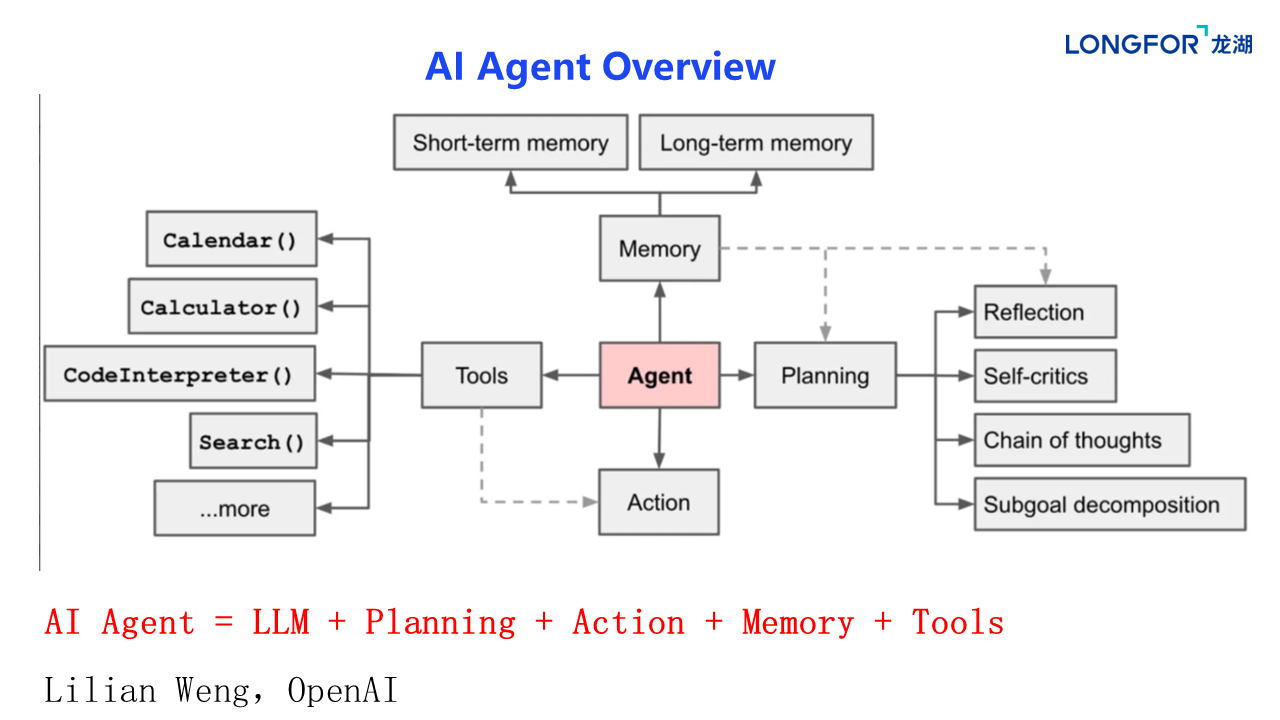 LONGFOR 龙湖
AI Agent Overview
Short-term memory
Long-term memory
Calendar()
Memory
Calculator()
Reflection
CodeInterpreter()
Tools
Agent
Planning
Self-critics
Search()
Chain of thoughts
...more
Action
Subgoal decomposition
AI Agent = LLM + Planning + Action + Memory + Tools
Lilian Weng, OpenAI